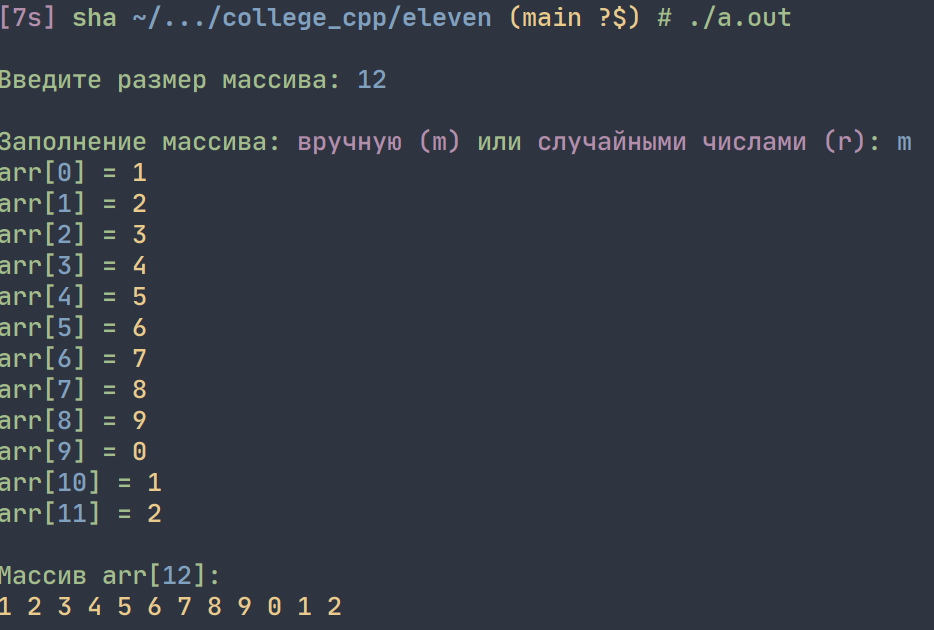 [7s] sha ~/.../college_cpp/eleven (main ?$) # ./a.out
Введите размер массива: 12
Заполнение массива: вручную (m) или случайными числами (r): m
arr[0] = 1
arr[1] = 2
arr[2] = 3
arr[3] = 4
arr[4] = 5
arr[5] = 6
arr[6] = 7
arr[7] = 8
arr[8] = 9
arr[9] = 0
arr[10] = 1
arr[11] = 2
Массив arr[12]:
1 2 3 4 5 6 7 8 9 0 1 2